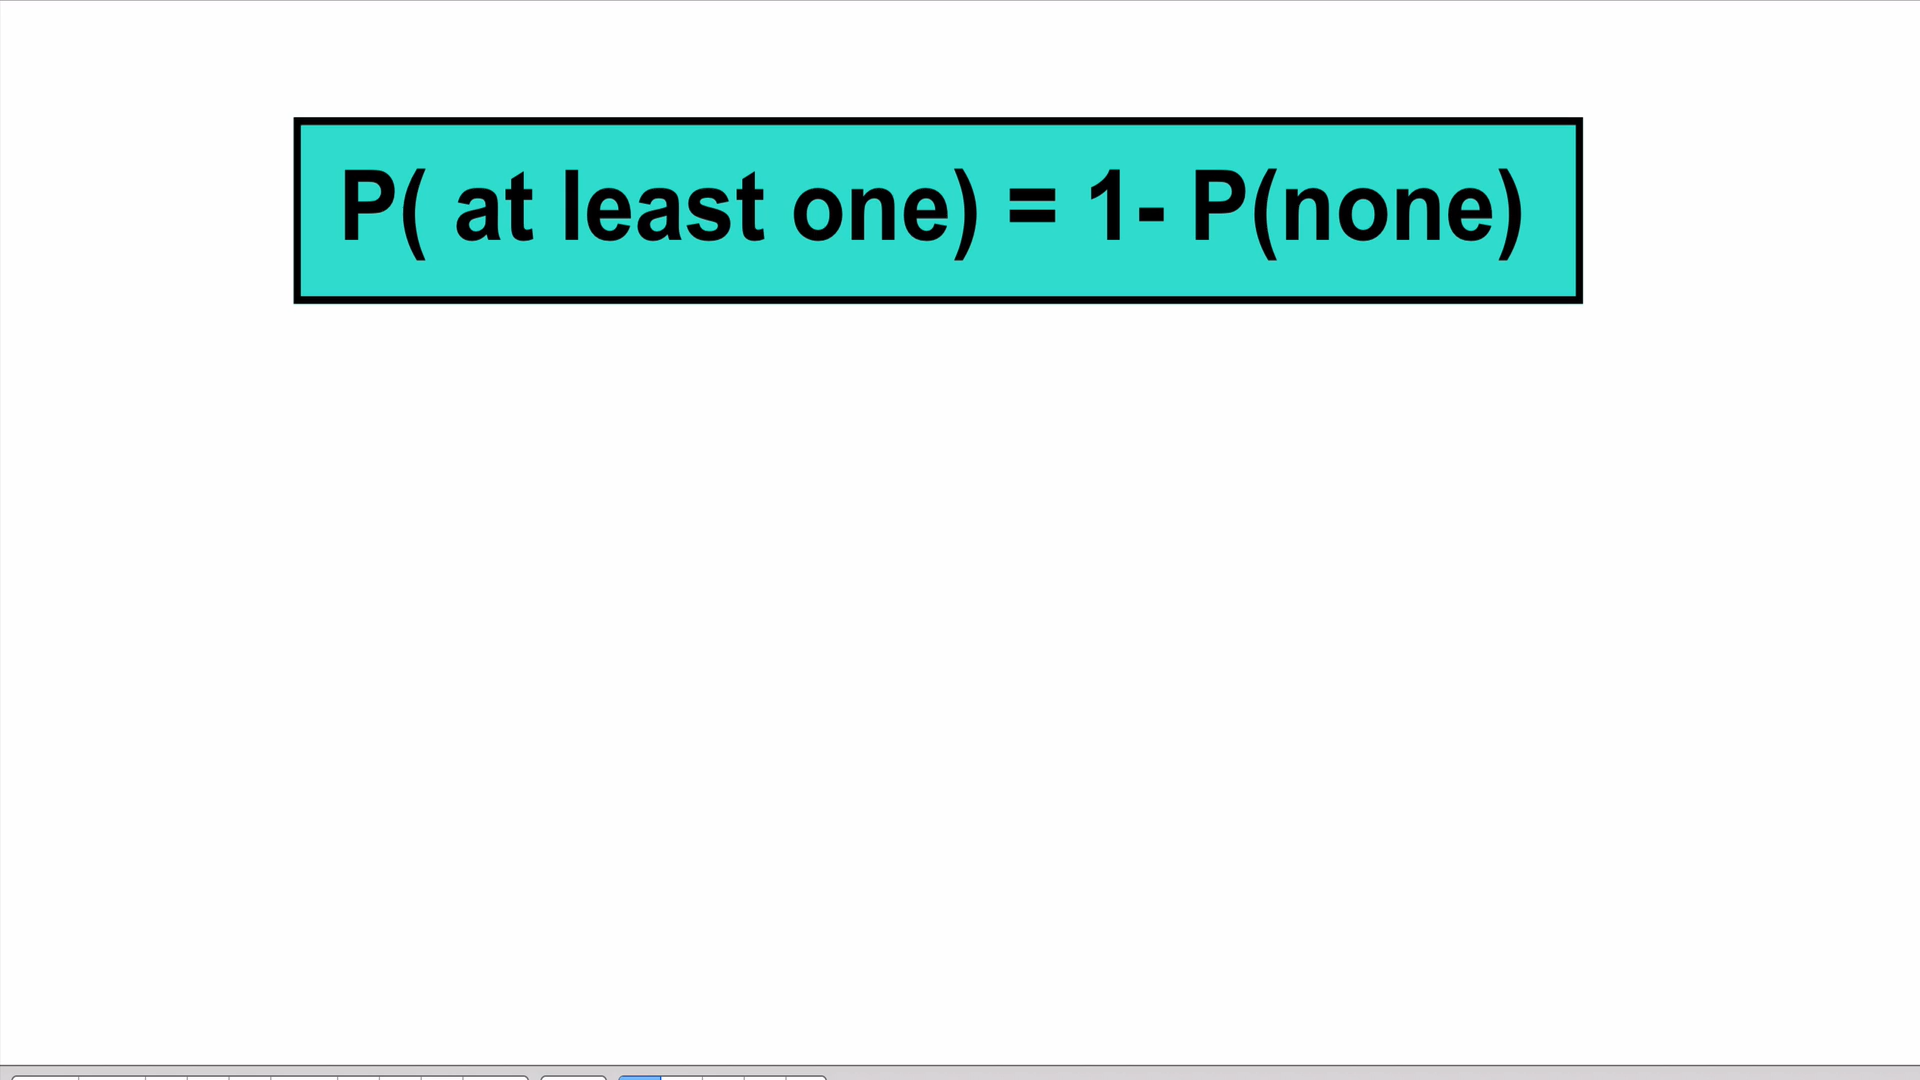 P( at least one) = 1- P(none)